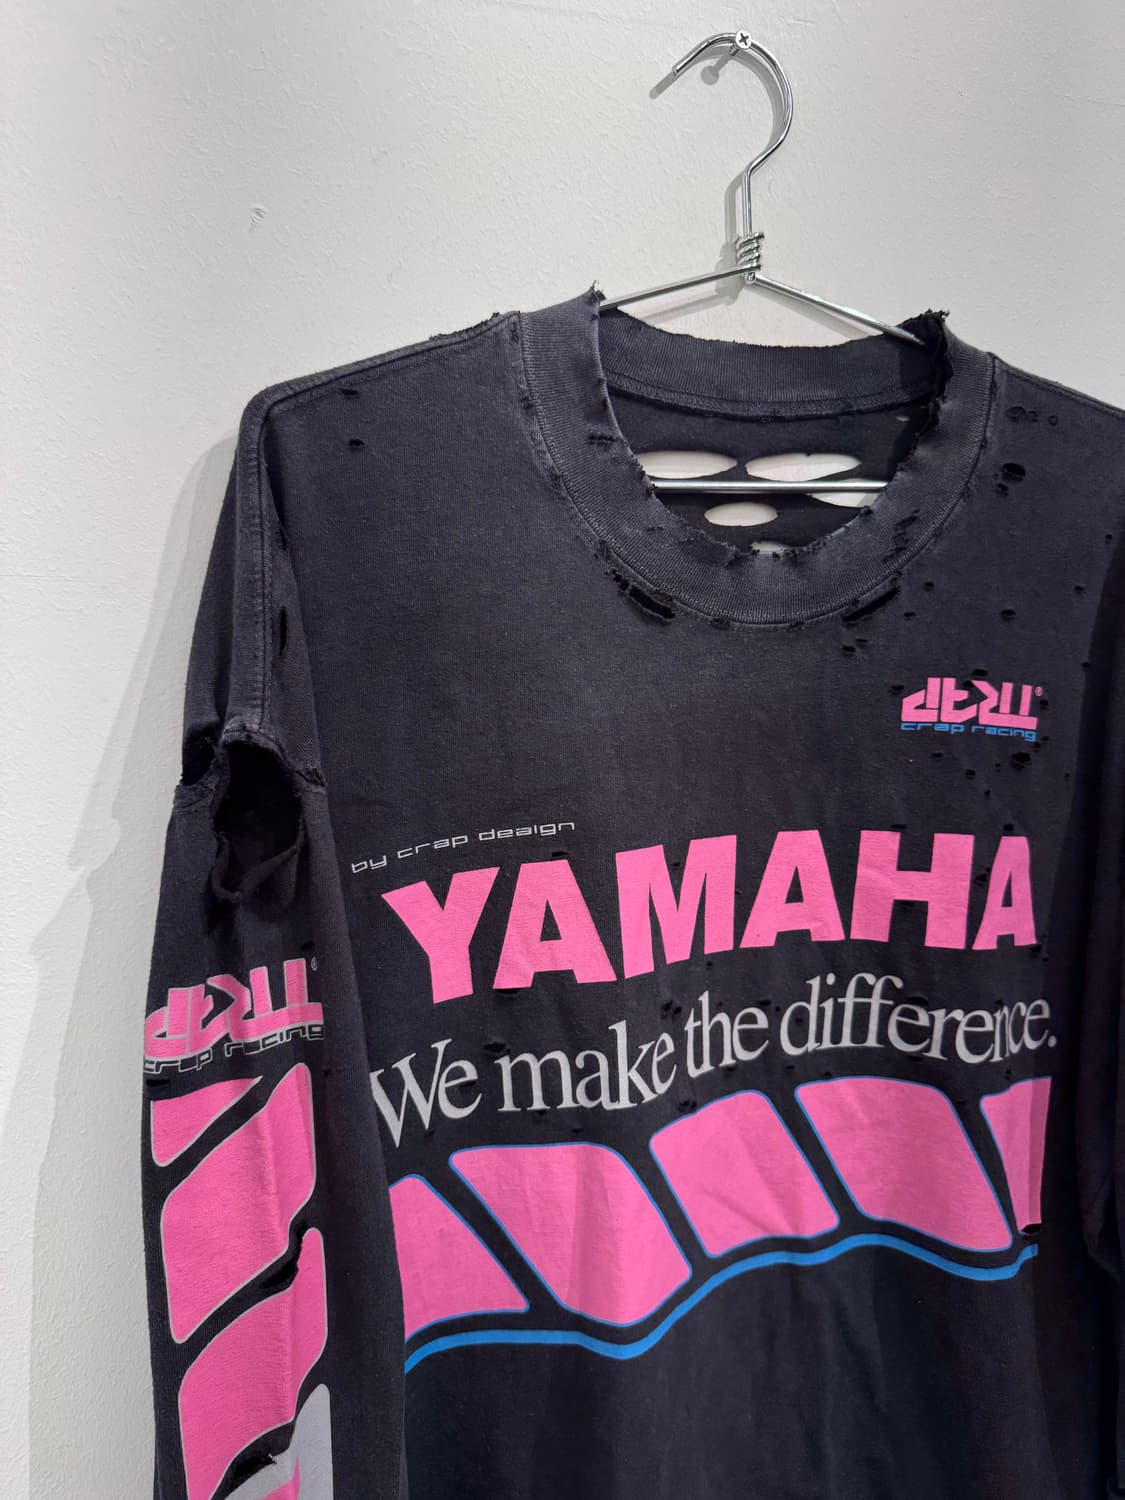 crap racing
by crap deaign
YAMAHA
We make the difference.
crap racing